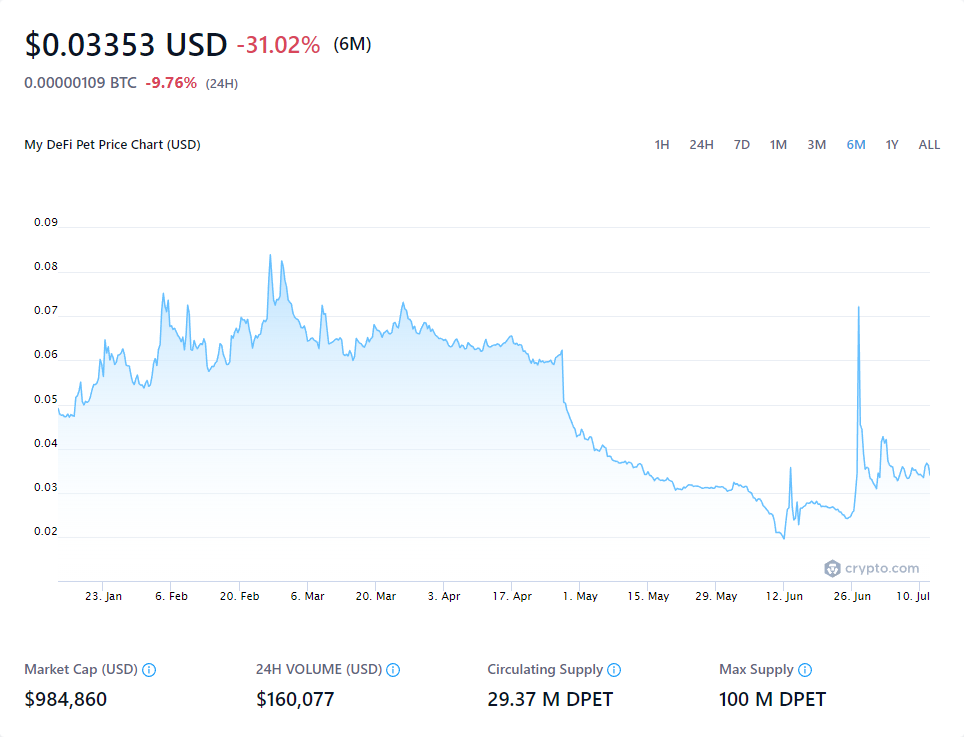 $0.03353 USD -31.02% (6M)
0.00000109 BTC -9.76% (24H)
My DeFi Pet Price Chart (USD) 1H 24H 7D 1M 3M 6M 1Y ALL
0.09
0.08
0.07
0.06
0.05
0.04
0.03
0.02
crypto.com
23. Jan 6. Feb 20. Feb 6. Mar 20. Mar 3. Apr 17. Apr 1. May 15. May 29. May 12. Jun 26. Jun 10. Jul
Market Cap (USD) 24H VOLUME (USD) Circulating Supply Max Supply
$984,860 $160,077 29.37 M DPET 100 M DPET